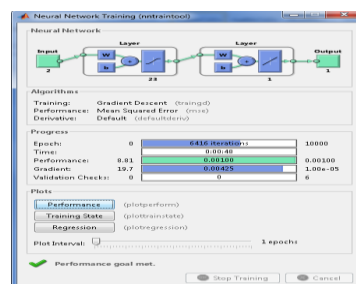 Neural Network Training (nntraintool)
Neural Network
Input
2
Layer
W
b
23
Layer
W
b
1
Output
1
Algorithms
Training: Gradient Descent (traingd)
Performance: Mean Squared Error (mse)
Derivative: Default (defaultderiv)
Progress
Epoch: 0 6416 iterations 10000
Time: 0:00:48
Performance: 0.81 0.00100 0.00100
Gradient: 19.7 0.00425 1.00e-05
Validation Checks: 0 0 6
Plots
Performance (plotperform)
Training State (plottrainstate)
Regression (plotregression)
Plot Interval: 1 epochs
Performance goal met.
Stop Training Cancel